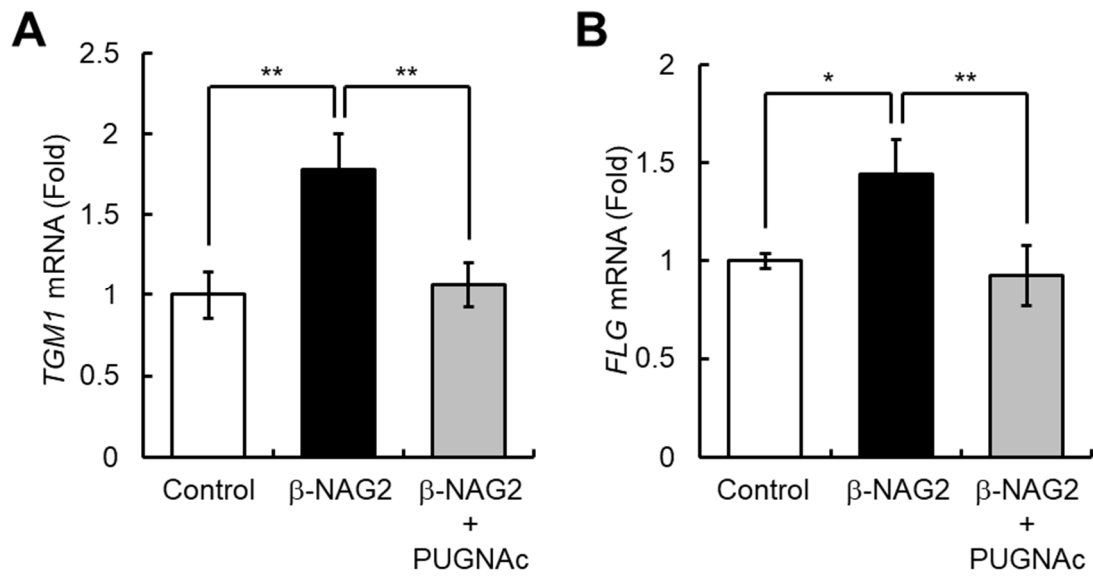 A
TGM1 mRNA (Fold)
2.5
2
1.5
1
0.5
0
**
**
Control
β-NAG2
β-NAG2
+
PUGNAc
B
FLG mRNA (Fold)
2
1.5
1
0.5
0
*
**
Control
β-NAG2
β-NAG2
+
PUGNAc